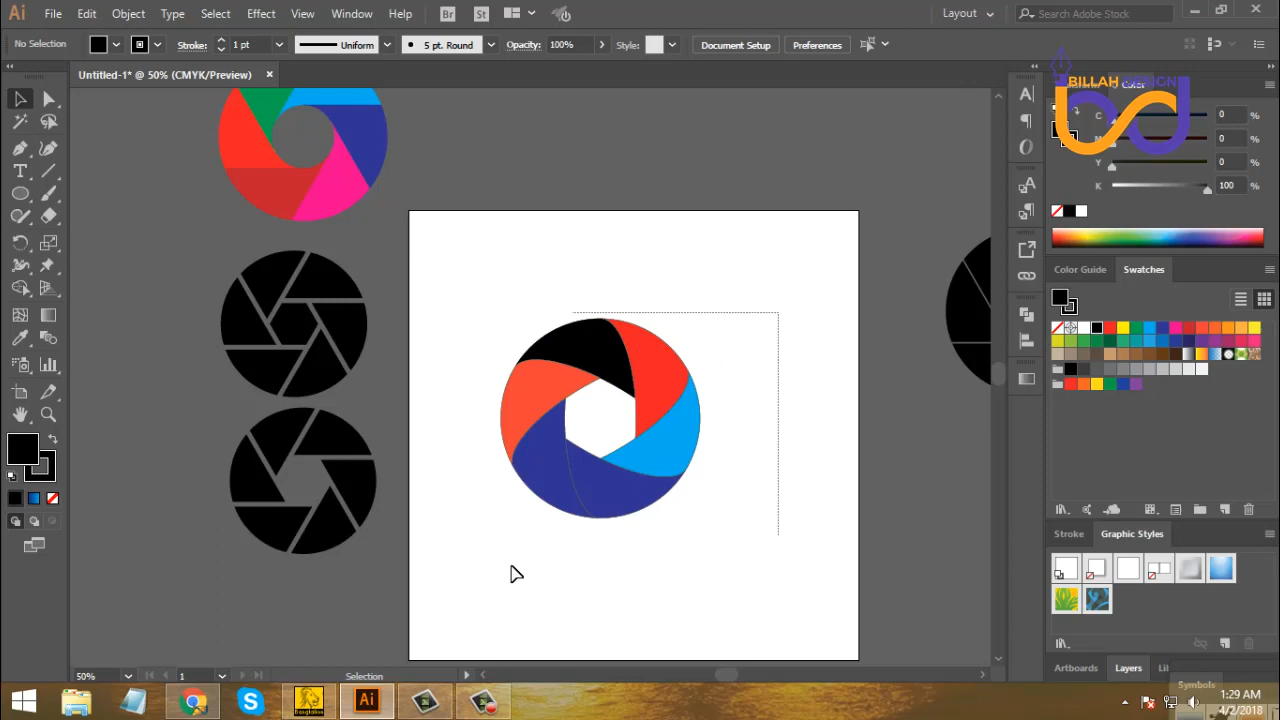 Ai File Edit Object Type Select Effect View Window Help Br St Layout Search Adobe Stock
No Selection Stroke: 1 pt Uniform 5 pt. Round Opacity: 100% Style: Document Setup Preferences
Untitled-1* @ 50% (CMYK/Preview)
BILLAH DESIGN
Color
C 0 %
M 0 %
Y 0 %
K 100 %
Color Guide Swatches
Stroke Graphic Styles
Artboards Layers
50% 1 Selection
Symbols
Banglalion
Ai
1:29 AM
4/2/2018